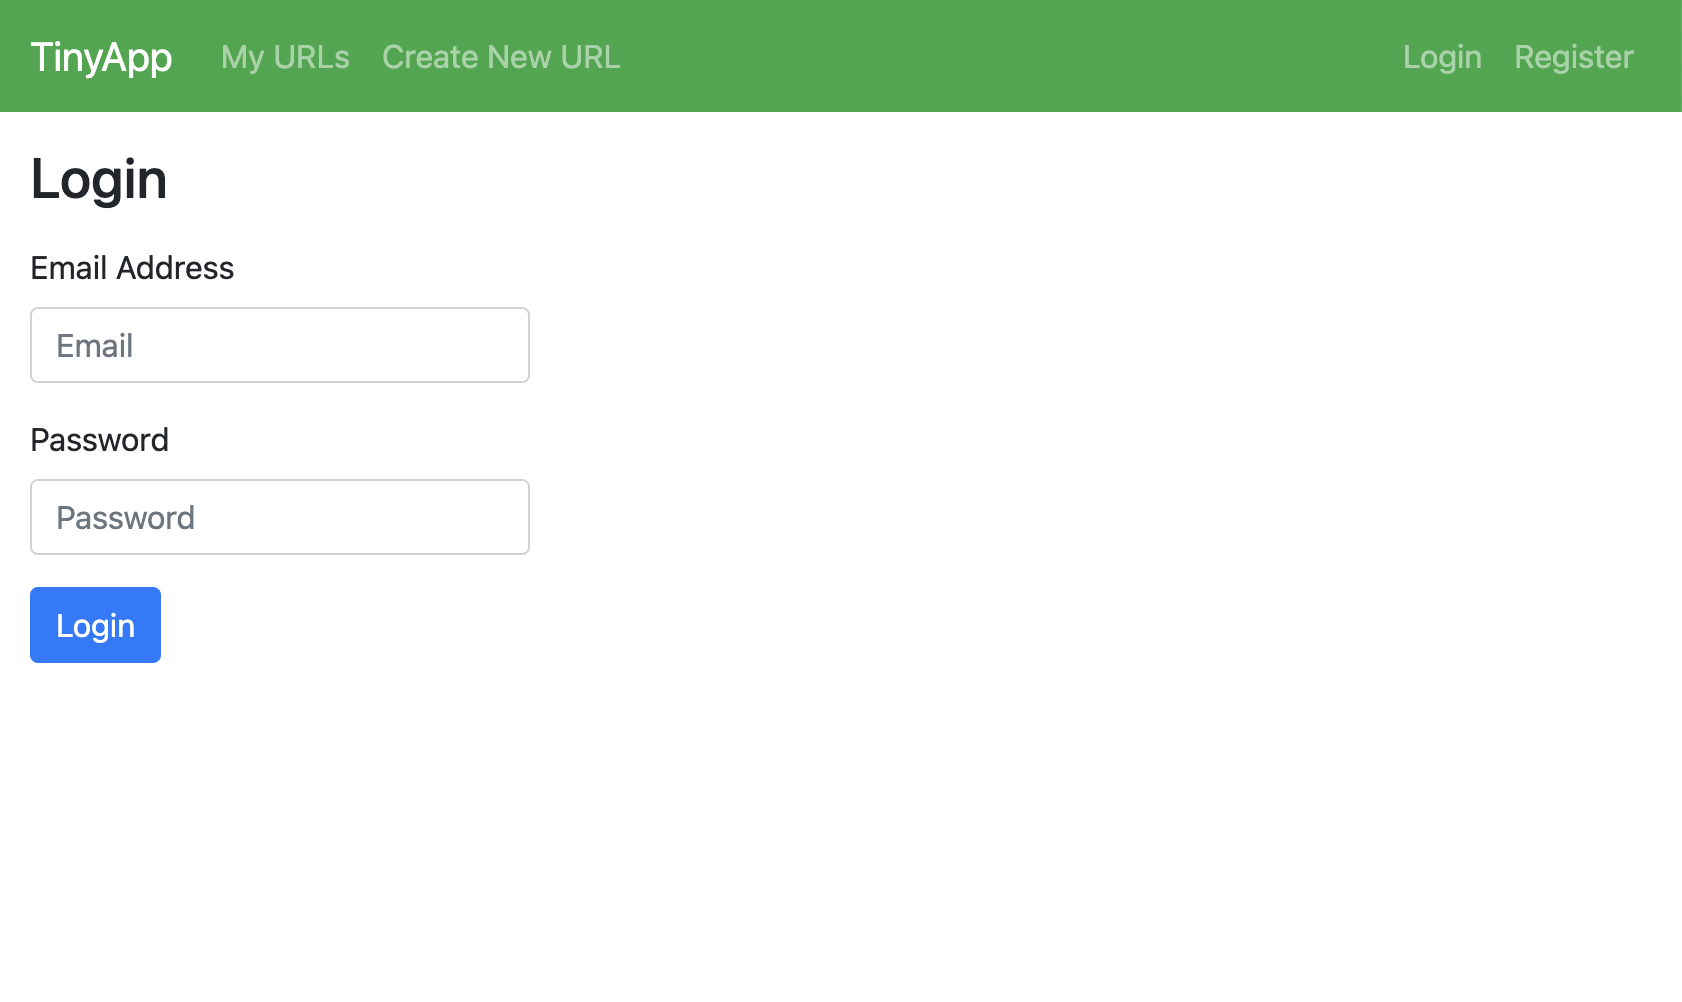 TinyApp My URLs Create New URL Login Register
Login
Email Address
Email
Password
Password
Login